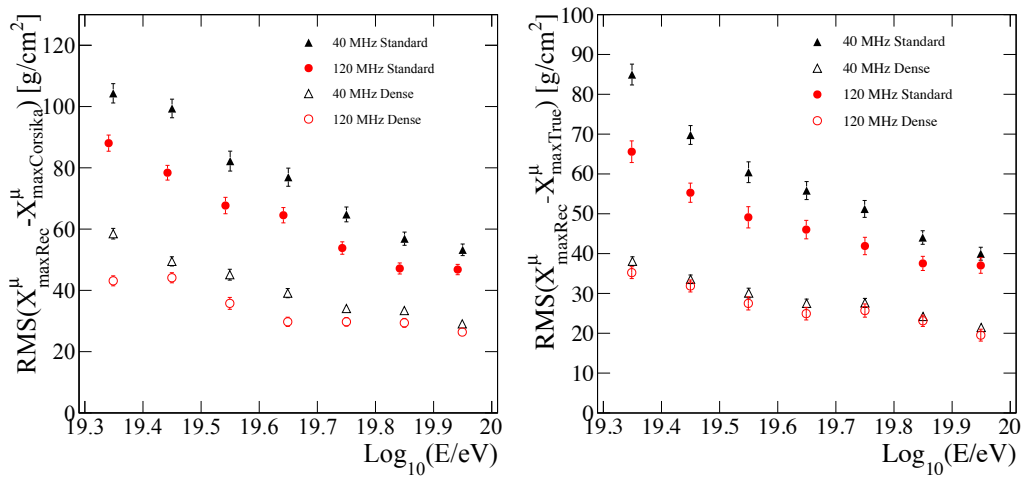 RMS(X^μ_maxRec-X^μ_maxCorsika) [g/cm²]
120
100
80
60
40
20
0
40 MHz Standard
120 MHz Standard
40 MHz Dense
120 MHz Dense
19.3 19.4 19.5 19.6 19.7 19.8 19.9 20
Log₁₀(E/eV)
RMS(X^μ_maxRec-X^μ_maxTrue) [g/cm²]
100
90
80
70
60
50
40
30
20
10
0
40 MHz Standard
40 MHz Dense
120 MHz Standard
120 MHz Dense
19.3 19.4 19.5 19.6 19.7 19.8 19.9 20
Log₁₀(E/eV)